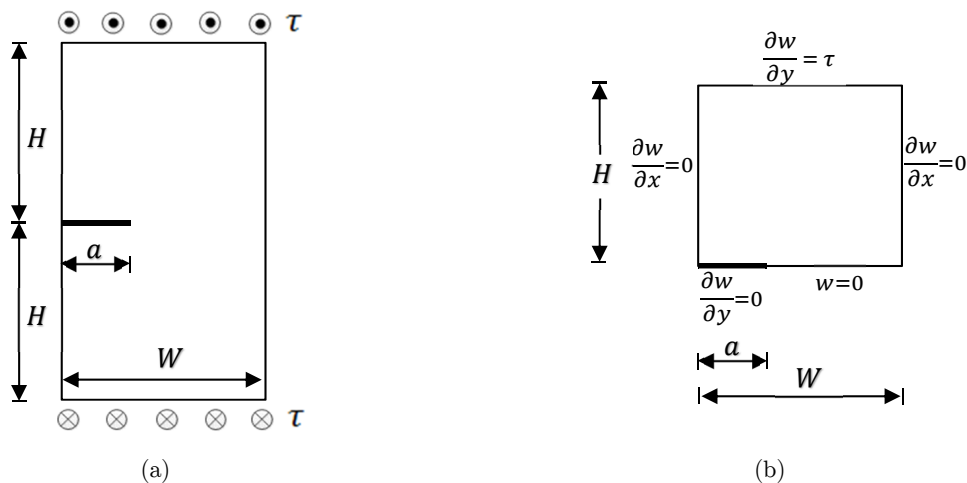 τ
H
a
H
W
τ
(a)
∂w/∂y = τ
∂w/∂x =0
H
∂w/∂x =0
∂w/∂y =0
w=0
a
W
(b)